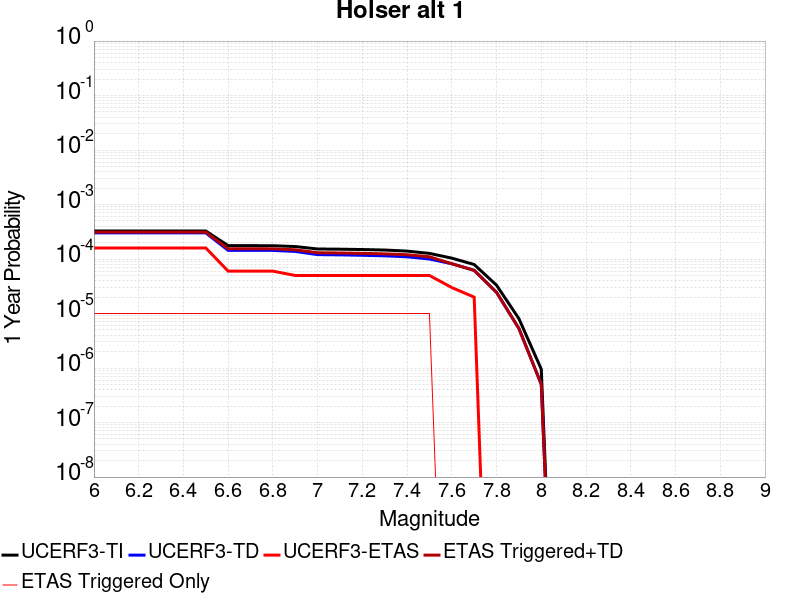 Holser alt 1
10^0
10^-1
10^-2
10^-3
10^-4
10^-5
10^-6
10^-7
10^-8
1 Year Probability
6 6.2 6.4 6.6 6.8 7 7.2 7.4 7.6 7.8 8 8.2 8.4 8.6 8.8 9
Magnitude
UCERF3-TI UCERF3-TD UCERF3-ETAS ETAS Triggered+TD
ETAS Triggered Only